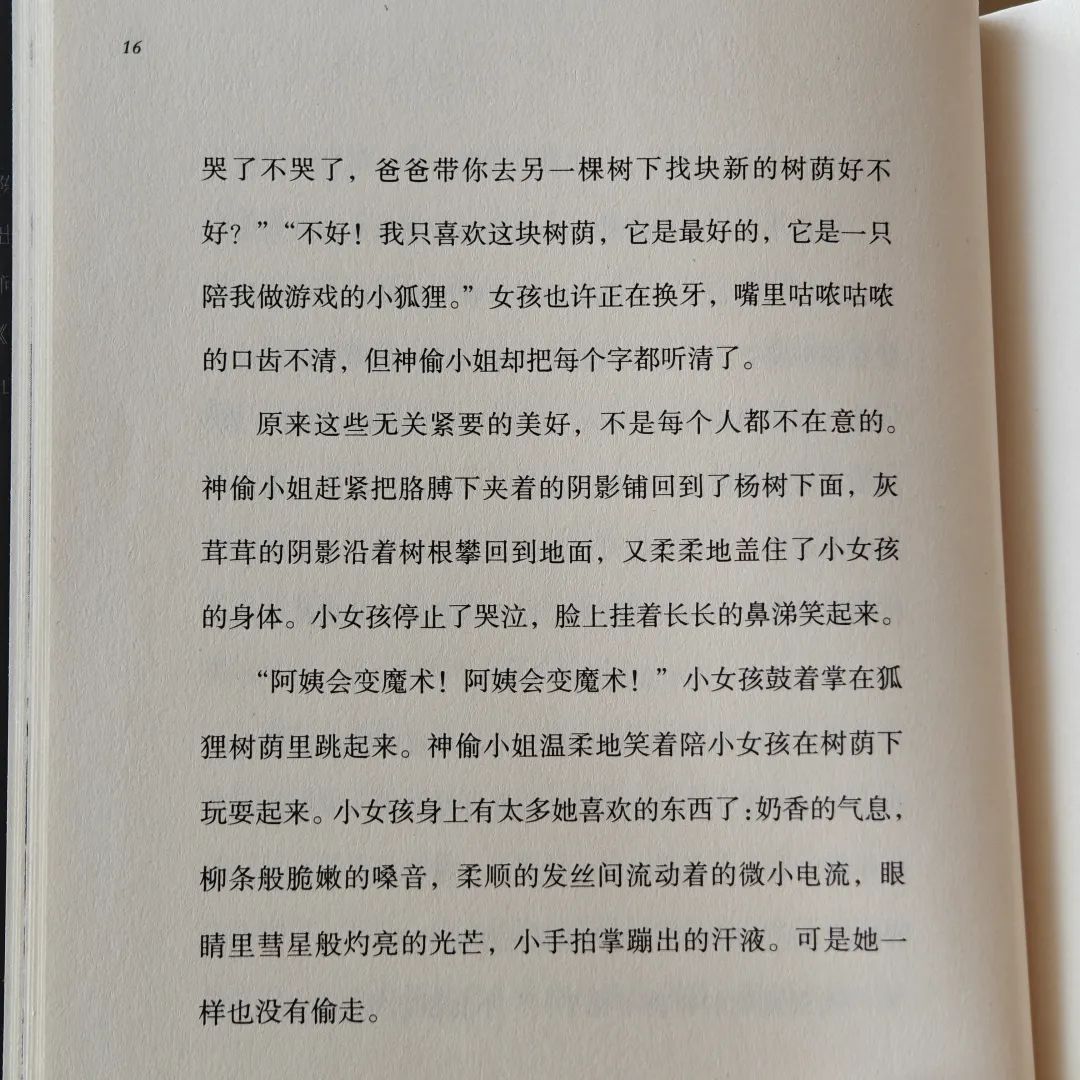 16
哭了不哭了，爸爸带你去另一棵树下找块新的树荫好不
好？”“不好！我只喜欢这块树荫，它是最好的，它是一只
陪我做游戏的小狐狸。”女孩也许正在换牙，嘴里咕哝咕哝
的口齿不清，但神偷小姐却把每个字都听清了。
原来这些无关紧要的美好，不是每个人都不在意的。
神偷小姐赶紧把胳膊下夹着的阴影铺回到了杨树下面，灰
茸茸的阴影沿着树根攀回到地面，又柔柔地盖住了小女孩
的身体。小女孩停止了哭泣，脸上挂着长长的鼻涕笑起来。
“阿姨会变魔术！阿姨会变魔术！”小女孩鼓着掌在狐
狸树荫里跳起来。神偷小姐温柔地笑着陪小女孩在树荫下
玩耍起来。小女孩身上有太多她喜欢的东西了：奶香的气息，
柳条般脆嫩的嗓音，柔顺的发丝间流动着的微小电流，眼
睛里彗星般灼亮的光芒，小手拍掌蹦出的汗液。可是她一
样也没有偷走。